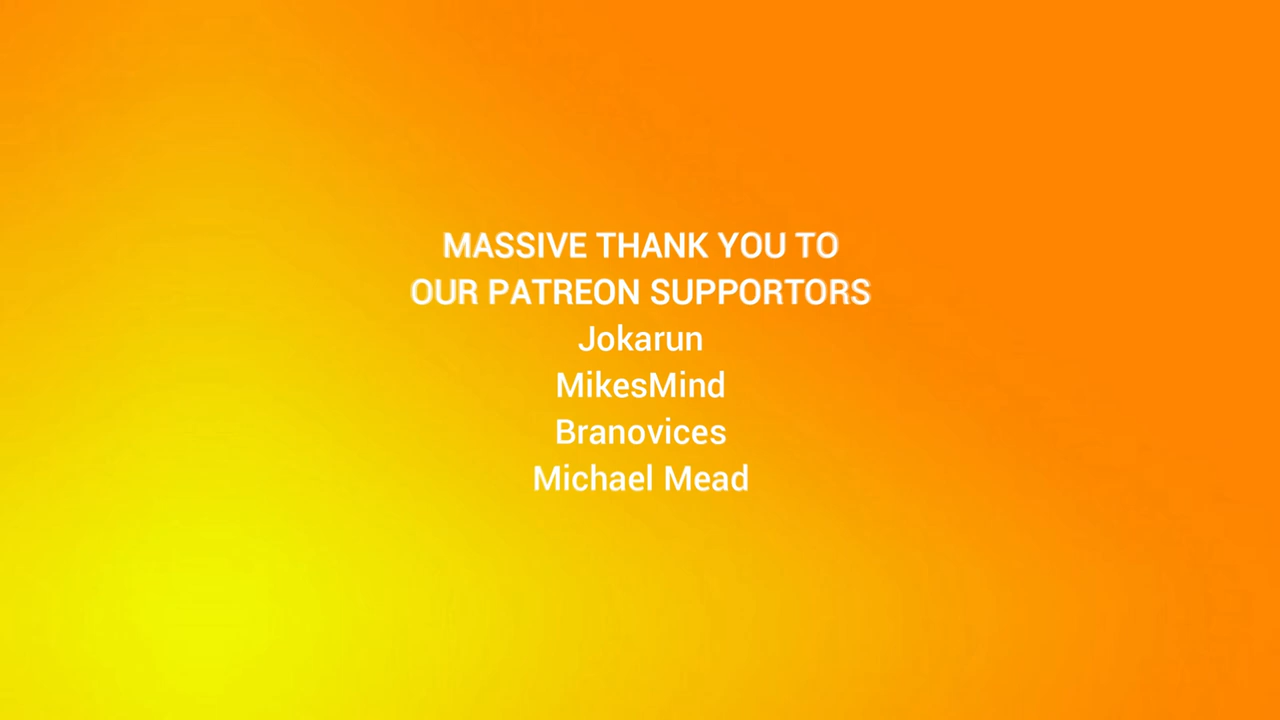 MASSIVE THANK YOU TO
OUR PATREON SUPPORTORS
Jokarun
MikesMind
Branovices
Michael Mead